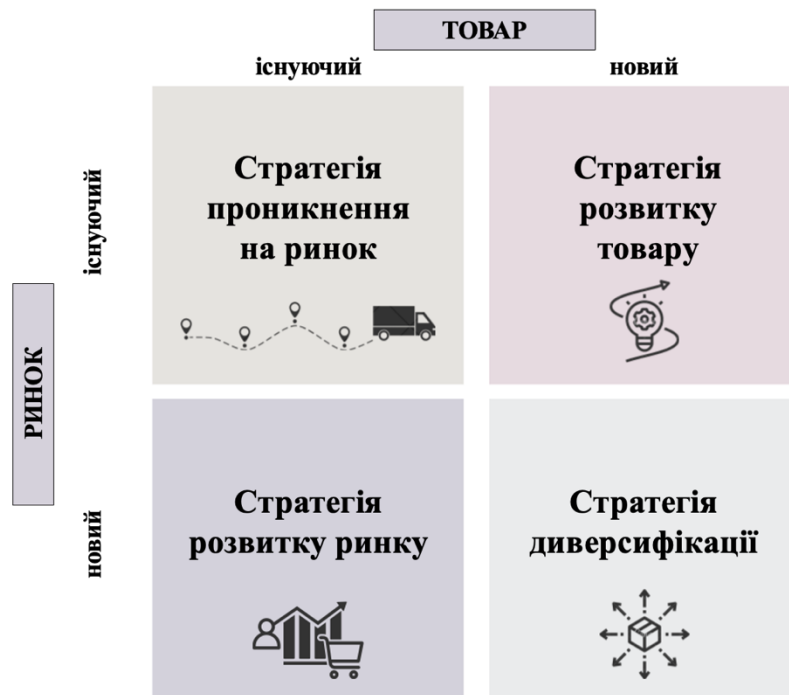 ТОВАР
існуючий
новий
РИНОК
існуючий
Стратегія
проникнення
на ринок
Стратегія
розвитку
товару
новий
Стратегія
розвитку ринку
Стратегія
диверсифікації